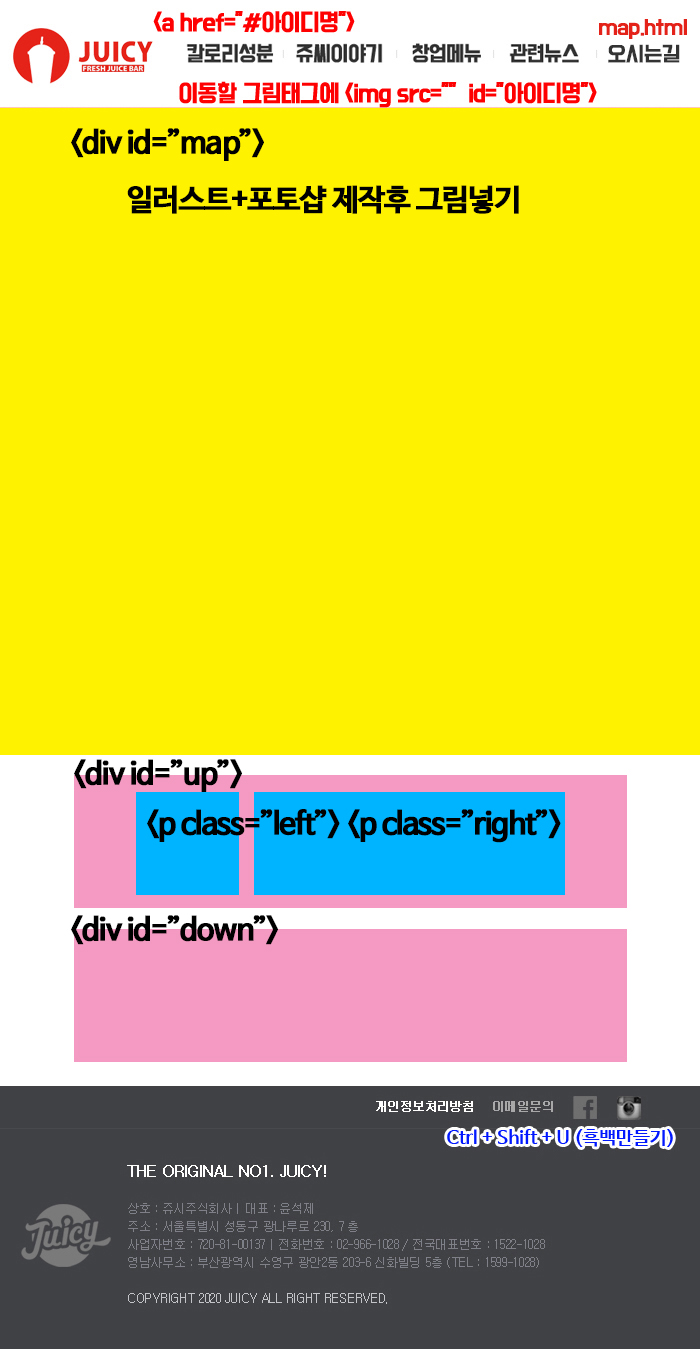 <a href="#아이디명">
map.html
JUICY
FRESH JUICE BAR
칼로리성분 쥬씨이야기 창업메뉴 관련뉴스 오시는길
이동할 그림태그에 <img src="" id="아이디명">
<div id="map">
일러스트+포토샵 제작후 그림넣기
<div id="up">
<p class="left"> <p class="right">
<div id="down">
개인정보처리방침 이메일문의
Ctrl + Shift + U (흑백만들기)
THE ORIGINAL NO1. JUICY!
Juicy
상호 : 쥬시주식회사 | 대표 : 윤석제
주소 : 서울특별시 성동구 광나루로 230, 7 층
사업자번호 : 720-81-00137 | 전화번호 : 02-966-1028 / 전국대표번호 : 1522-1028
영남사무소 : 부산광역시 수영구 광안2동 203-6 신화빌딩 5층 (TEL : 1599-1028)
COPYRIGHT 2020 JUICY ALL RIGHT RESERVED,